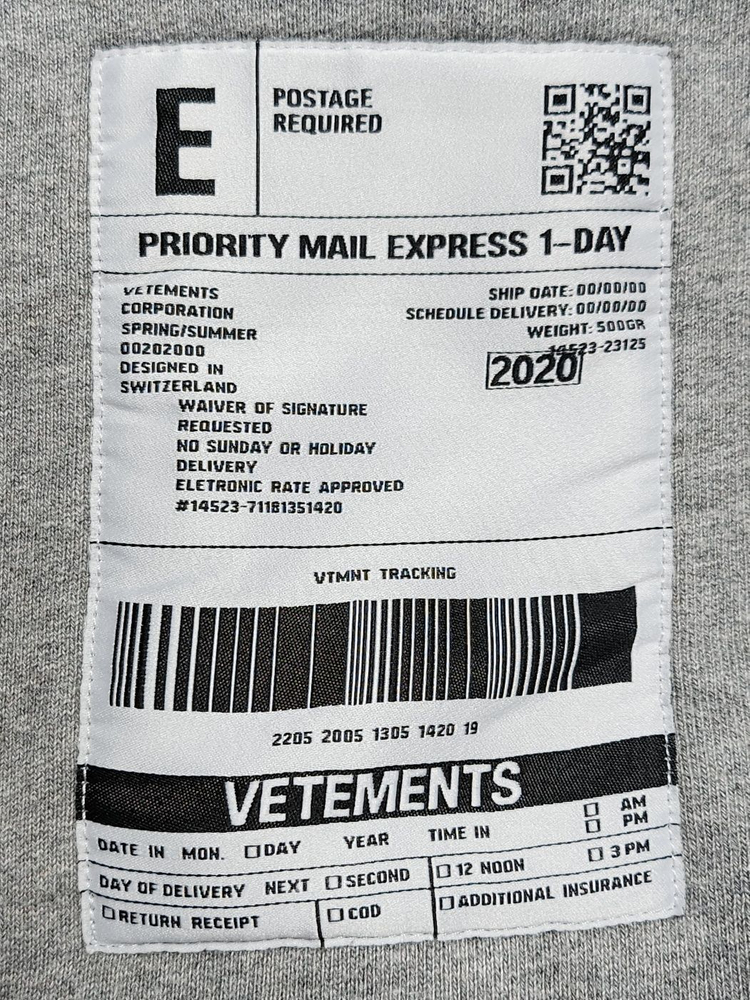 E
POSTAGE
REQUIRED
PRIORITY MAIL EXPRESS 1-DAY
VETEMENTS
CORPORATION
SPRING/SUMMER
00202000
DESIGNED IN
SWITZERLAND
SHIP DATE: 00/00/00
SCHEDULE DELIVERY: 00/00/00
WEIGHT: 500GR
14523-23125
2020
WAIVER OF SIGNATURE
REQUESTED
NO SUNDAY OR HOLIDAY
DELIVERY
ELETRONIC RATE APPROVED
#14523-71181351420
VTMNT TRACKING
2205 2005 1305 1420 19
VETEMENTS
DATE IN MON. DAY YEAR TIME IN AM
PM
DAY OF DELIVERY NEXT SECOND 12 NOON 3 PM
RETURN RECEIPT COD ADDITIONAL INSURANCE